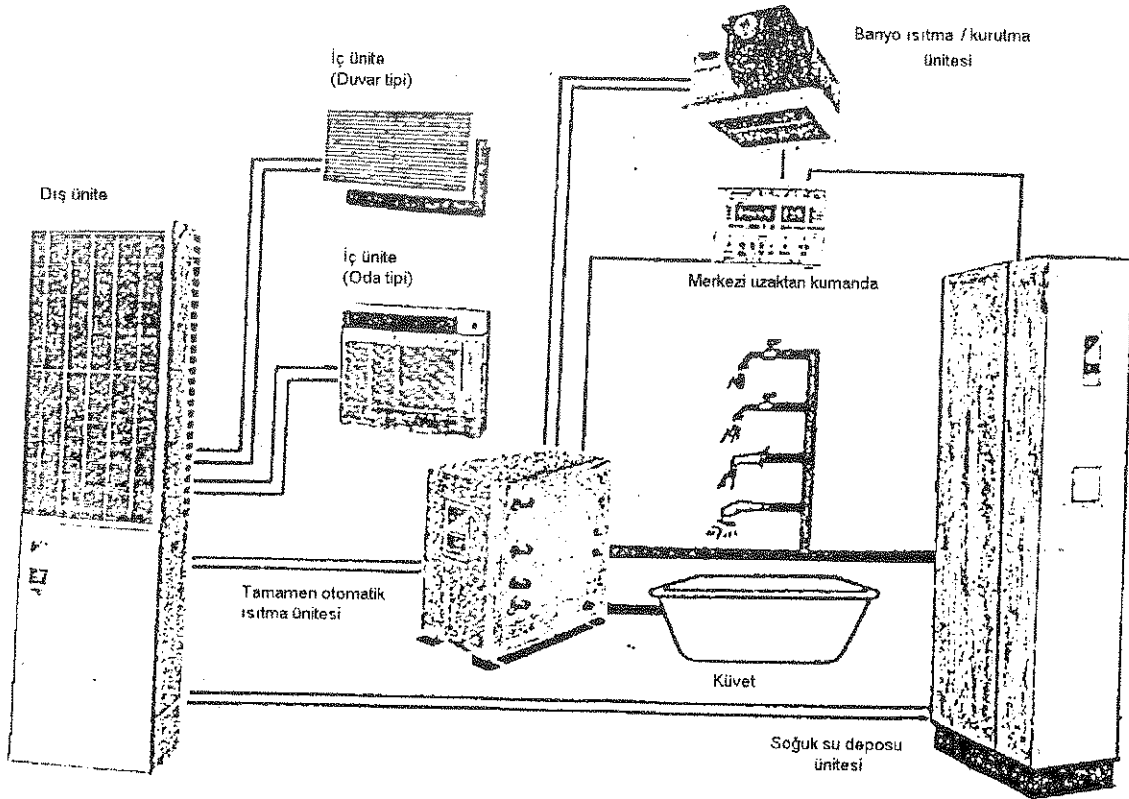 Banyo ısıtma / kurutma
ünitesi
İç ünite
(Duvar tipi)
Dış ünite
İç ünite
(Oda tipi)
Merkezi uzaktan kumanda
Tamamen otomatik
ısıtma ünitesi
Küvet
Soğuk su deposu
ünitesi